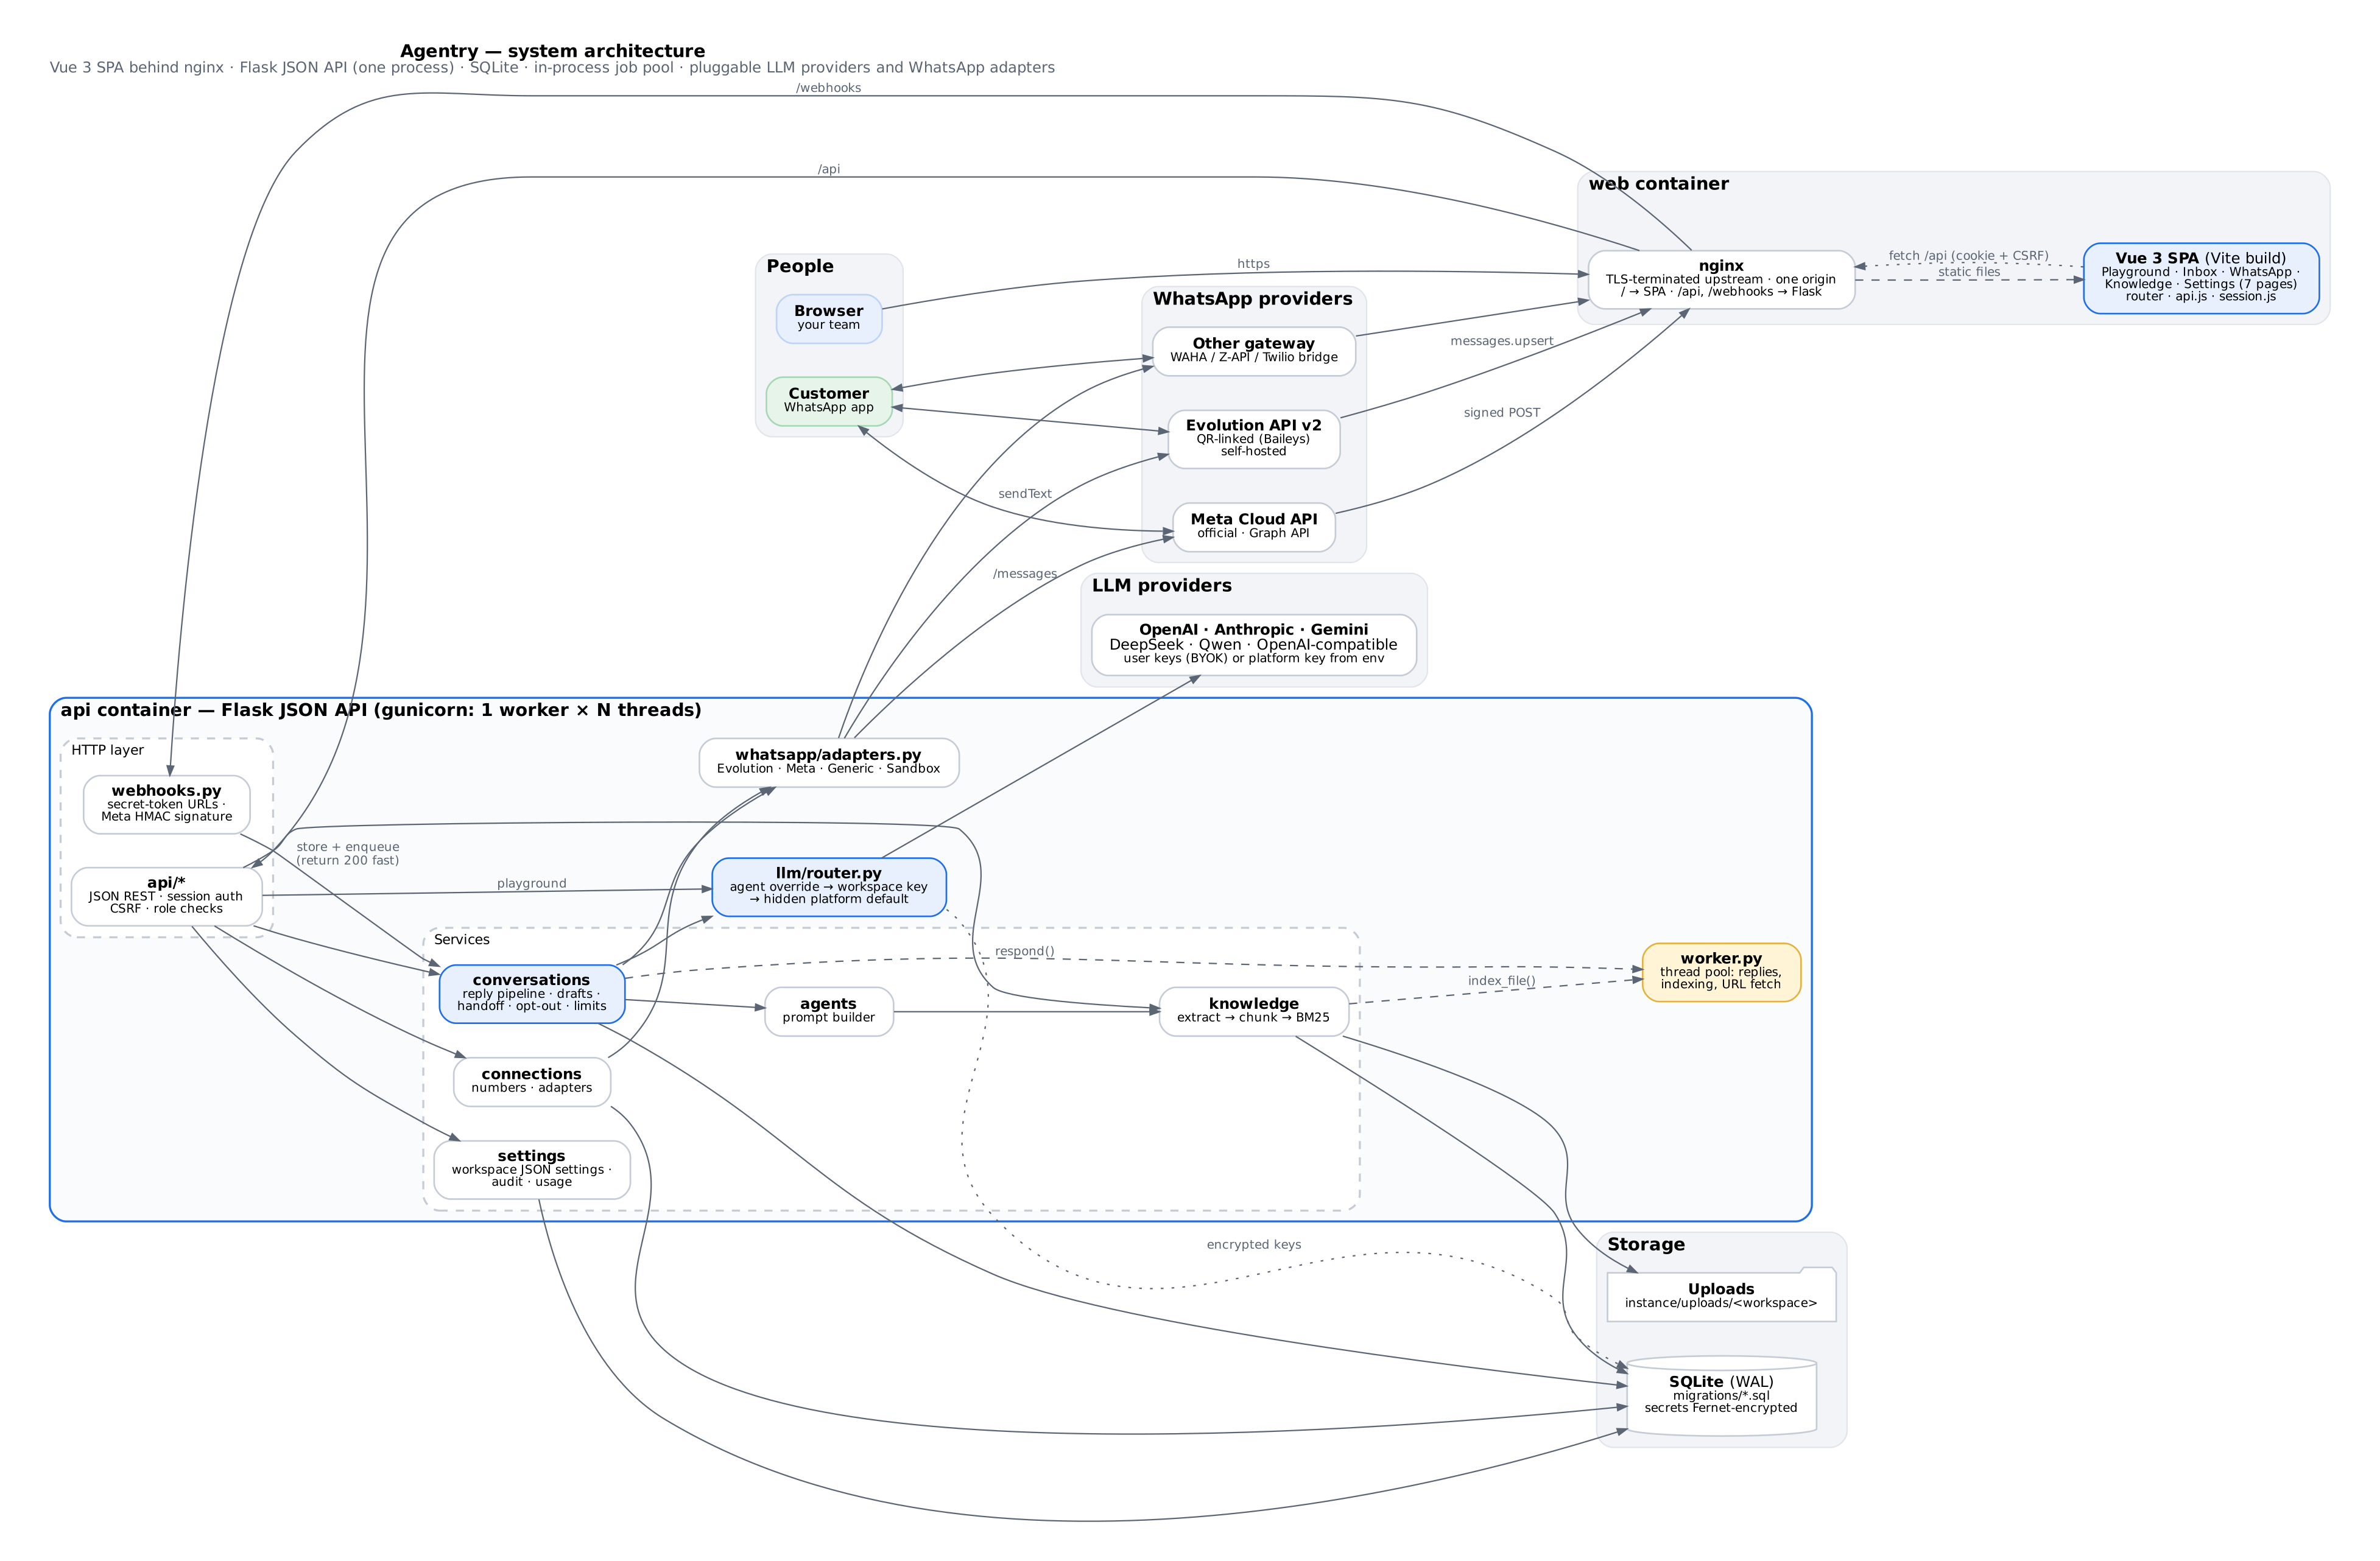 Agentry — system architecture
Vue 3 SPA behind nginx · Flask JSON API (one process) · SQLite · in-process job pool · pluggable LLM providers and WhatsApp adapters
/webhooks
/api
web container
nginx
TLS-terminated upstream · one origin
/ → SPA · /api, /webhooks → Flask
fetch /api (cookie + CSRF)
static files
Vue 3 SPA (Vite build)
Playground · Inbox · WhatsApp ·
Knowledge · Settings (7 pages)
router · api.js · session.js
People
Browser
your team
Customer
WhatsApp app
https
WhatsApp providers
Other gateway
WAHA / Z-API / Twilio bridge
Evolution API v2
QR-linked (Baileys)
self-hosted
Meta Cloud API
official · Graph API
messages.upsert
signed POST
sendText
/messages
LLM providers
OpenAI · Anthropic · Gemini
DeepSeek · Qwen · OpenAI-compatible
user keys (BYOK) or platform key from env
api container — Flask JSON API (gunicorn: 1 worker × N threads)
HTTP layer
webhooks.py
secret-token URLs ·
Meta HMAC signature
api/*
JSON REST · session auth
CSRF · role checks
store + enqueue
(return 200 fast)
playground
whatsapp/adapters.py
Evolution · Meta · Generic · Sandbox
llm/router.py
agent override → workspace key
→ hidden platform default
Services
conversations
reply pipeline · drafts ·
handoff · opt-out · limits
connections
numbers · adapters
settings
workspace JSON settings ·
audit · usage
agents
prompt builder
respond()
knowledge
extract → chunk → BM25
index_file()
worker.py
thread pool: replies,
indexing, URL fetch
encrypted keys
Storage
Uploads
instance/uploads/<workspace>
SQLite (WAL)
migrations/*.sql
secrets Fernet-encrypted